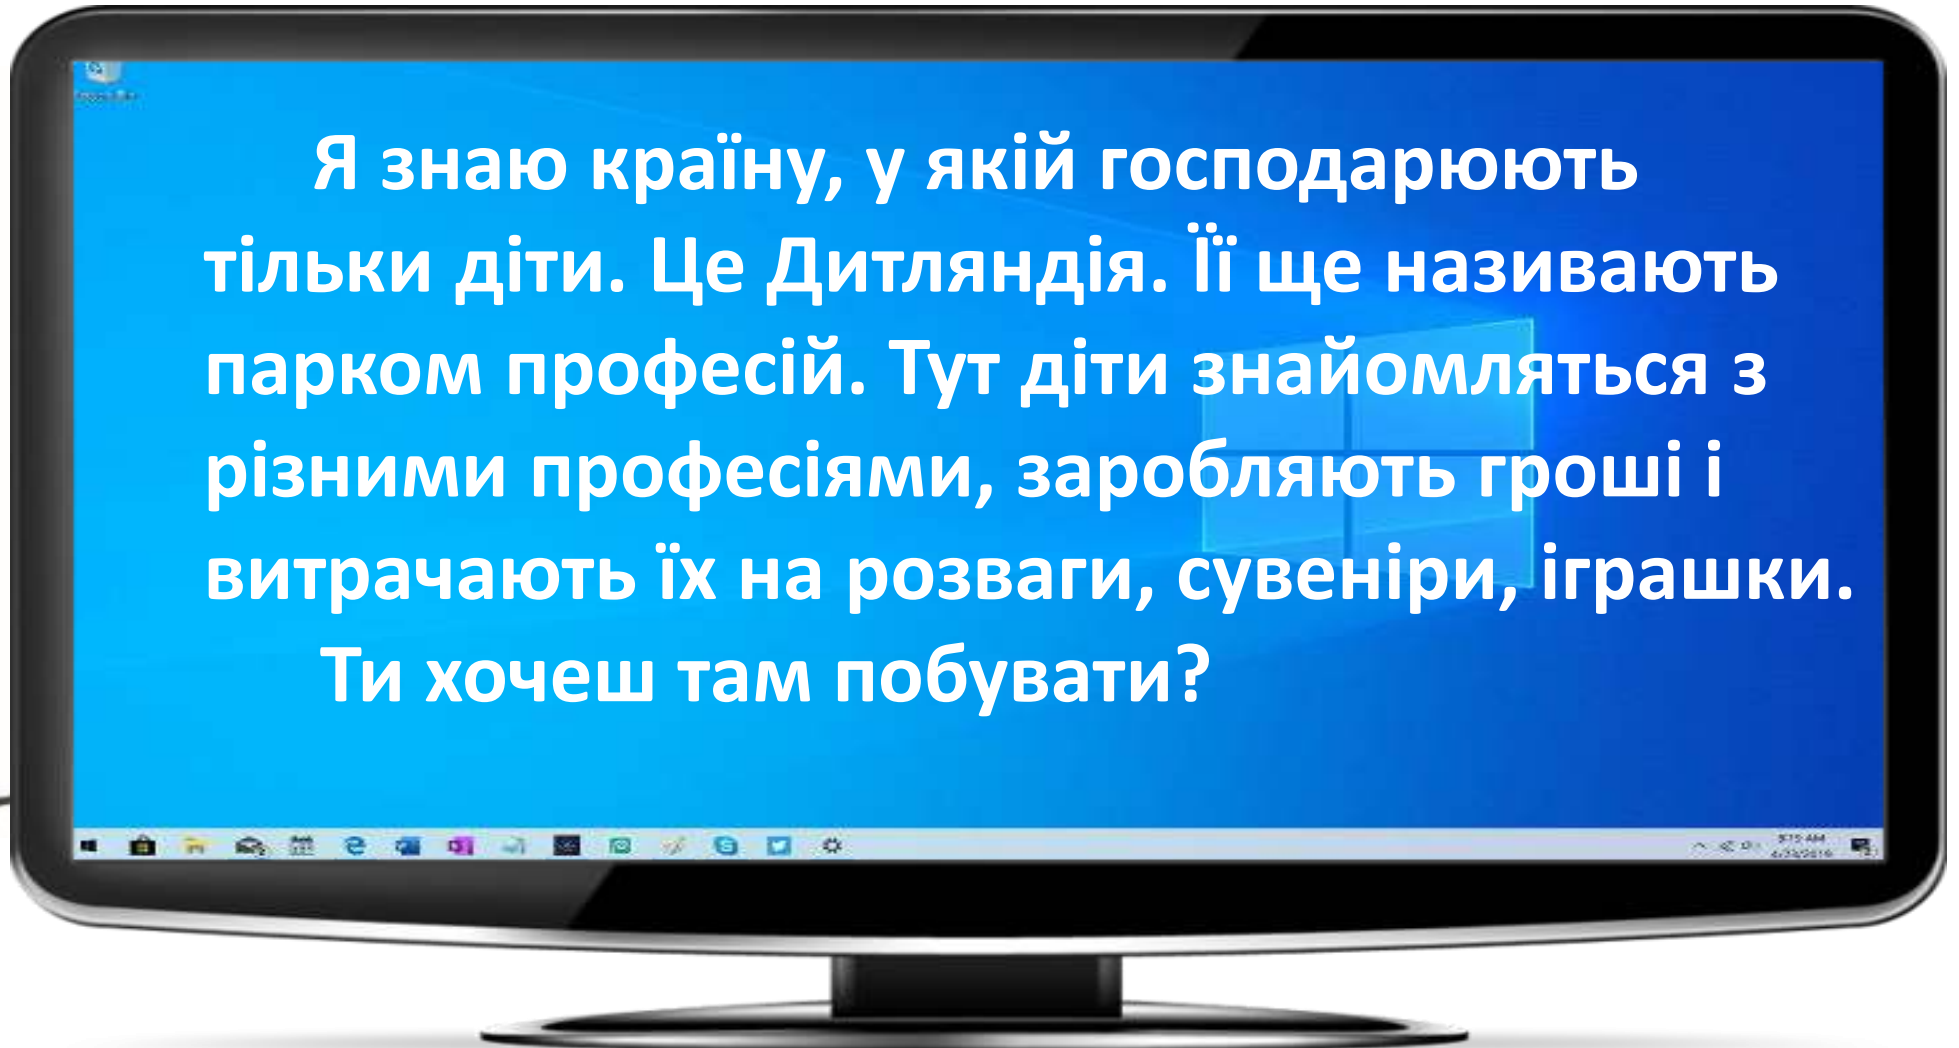 Я знаю країну, у якій господарюють
тільки діти. Це Дитляндія. Її ще називають
парком професій. Тут діти знайомляться з
різними професіями, заробляють гроші і
витрачають їх на розваги, сувеніри, іграшки.
Ти хочеш там побувати?